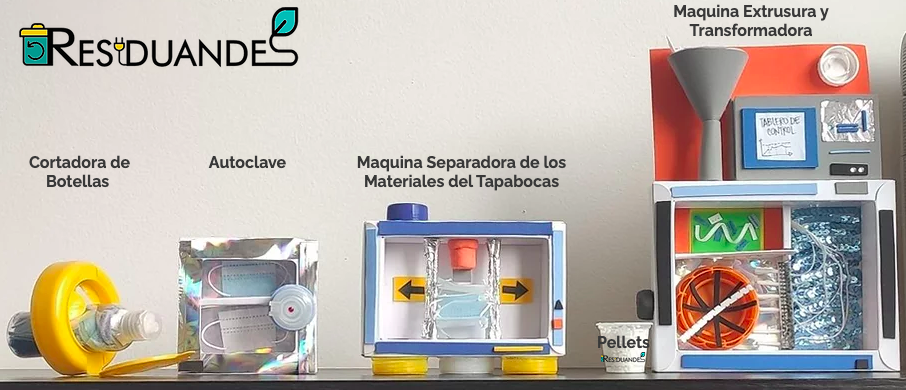 RESIDUANDES
Maquina Extrusura y
Transformadora
Cortadora de
Botellas
Autoclave
Maquina Separadora de los
Materiales del Tapabocas
TABLERO DE
CONTROL
Pellets
RESIDUANDES